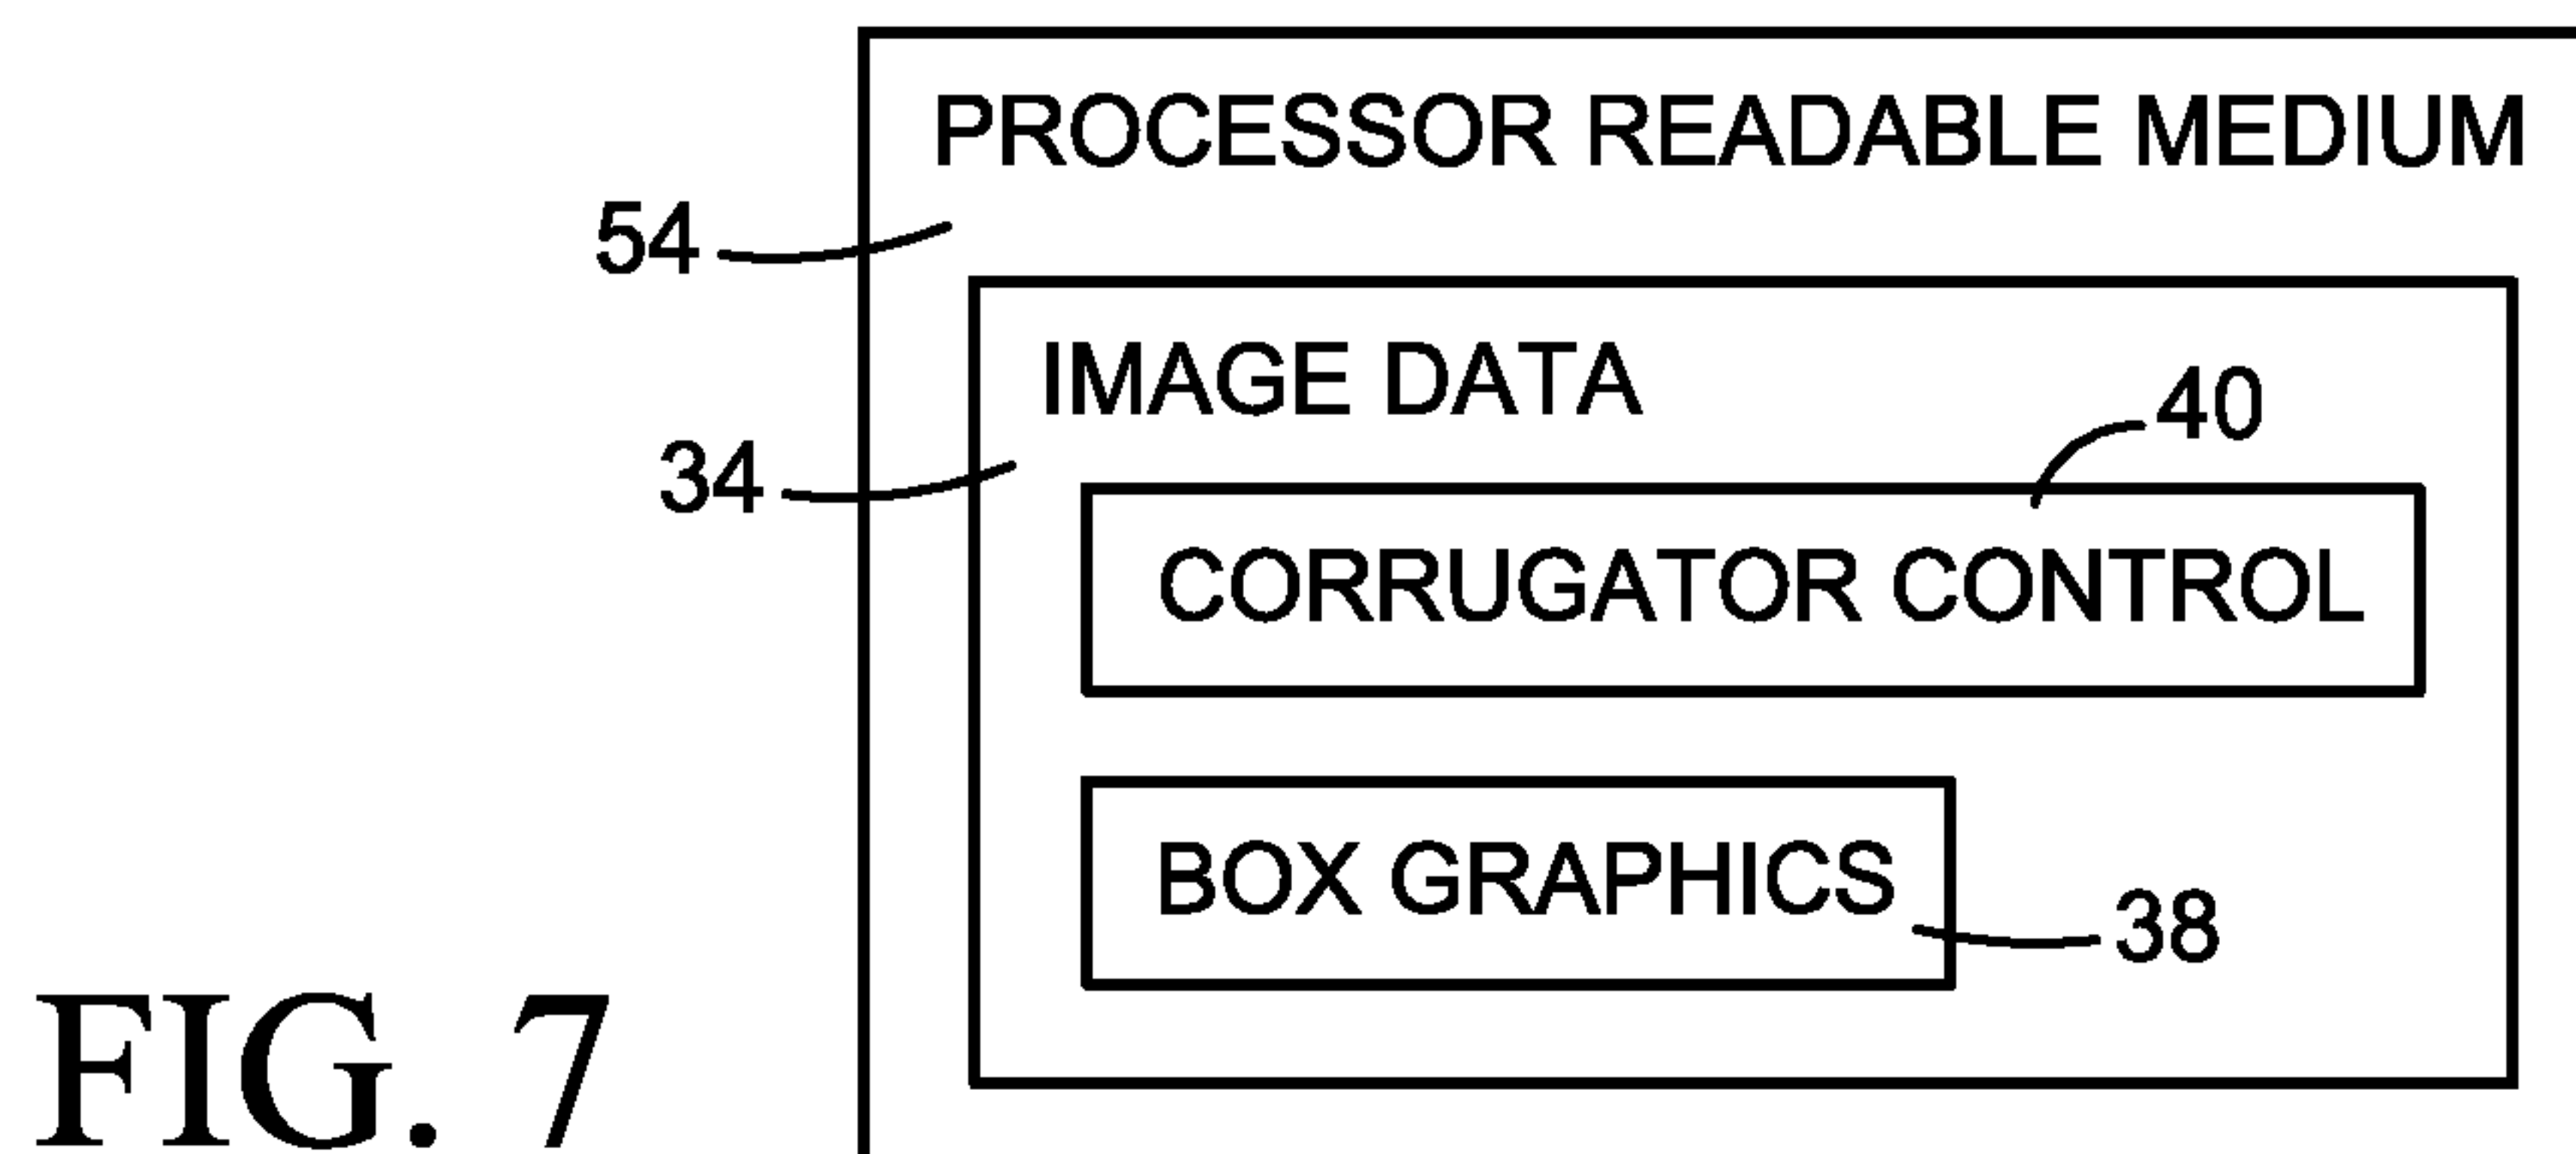 PROCESSOR READABLE MEDIUM
54
IMAGE DATA
34
40
CORRUGATOR CONTROL
BOX GRAPHICS
38
FIG. 7